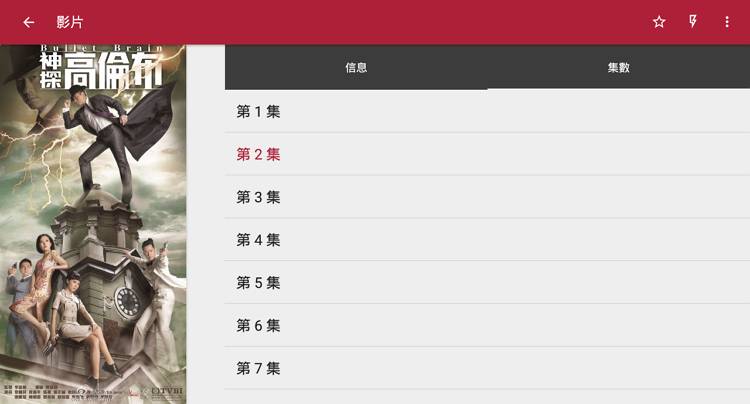 影片
Bullet Brain
神探高倫布
信息
集數
第 1 集
第 2 集
第 3 集
第 4 集
第 5 集
第 6 集
第 7 集
TVBI